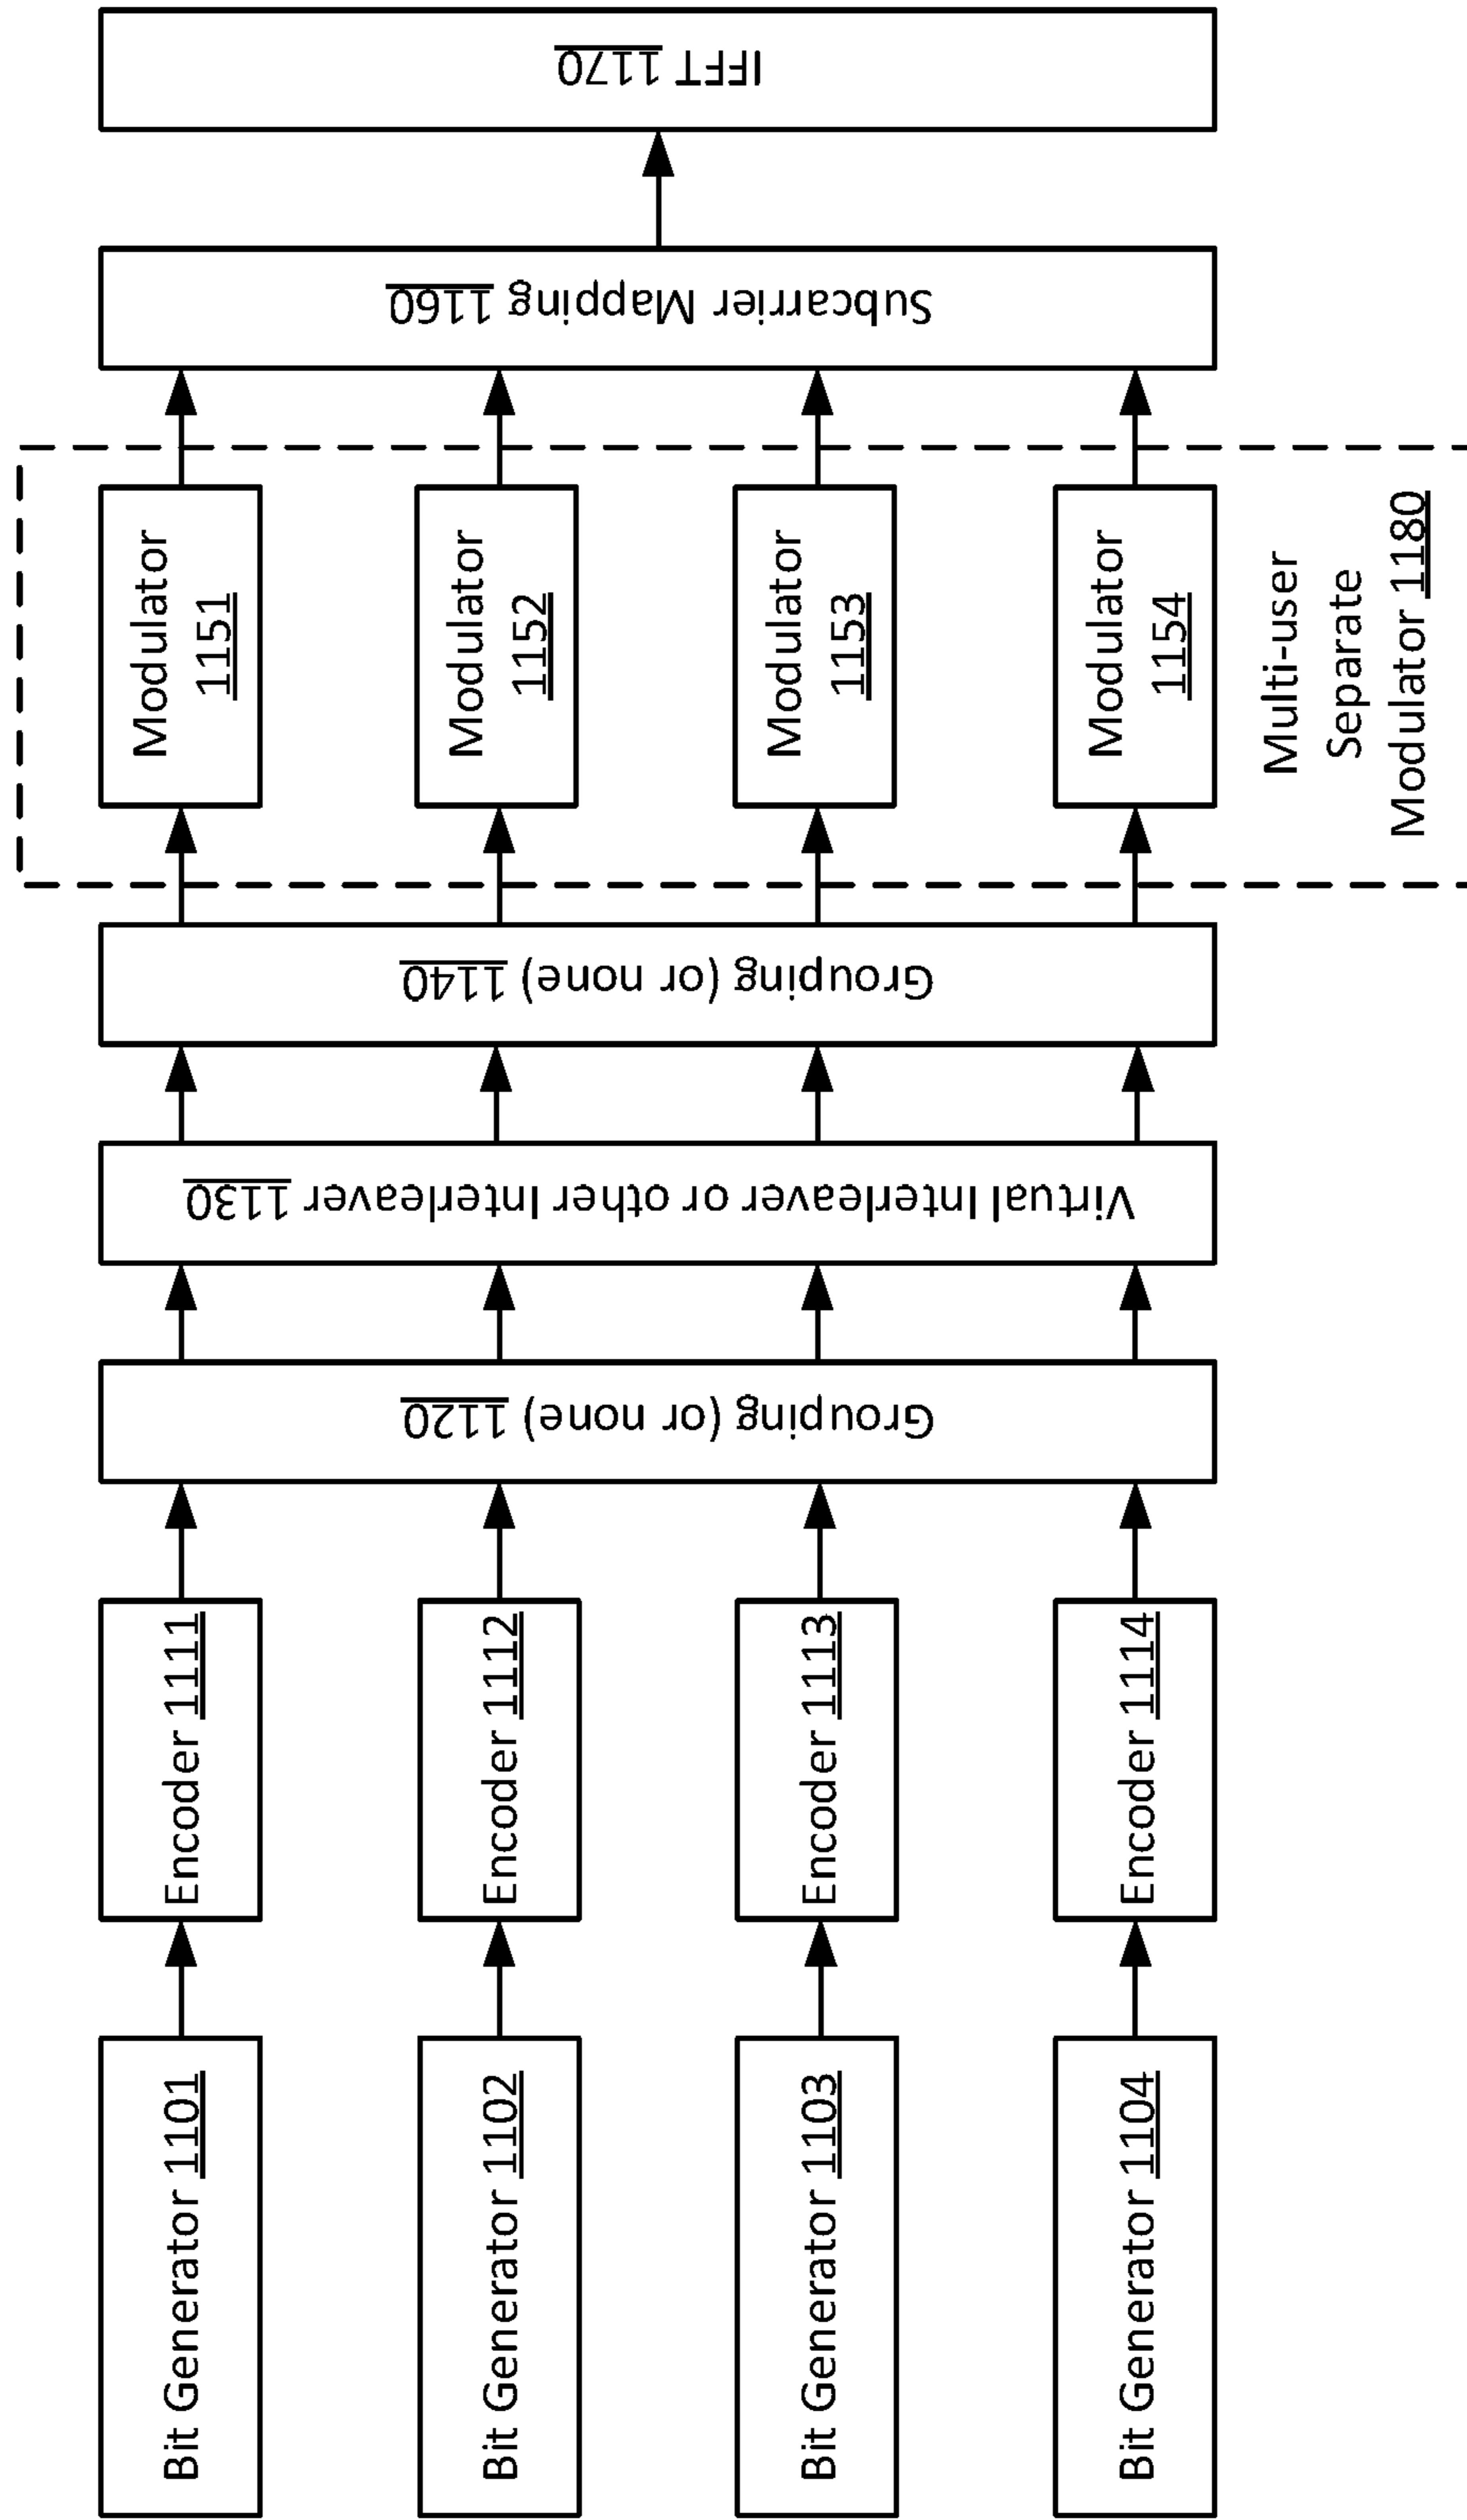 Bit Generator 1101
Bit Generator 1102
Bit Generator 1103
Bit Generator 1104
Encoder 1111
Encoder 1112
Encoder 1113
Encoder 1114
Grouping (or none) 1120
Virtual Interleaver or other Interleaver 1130
Grouping (or none) 1140
Modulator
1151
Modulator
1152
Modulator
1153
Modulator
1154
Multi-user
Separate
Modulator 1180
Subcarrier Mapping 1160
IFFT 1170